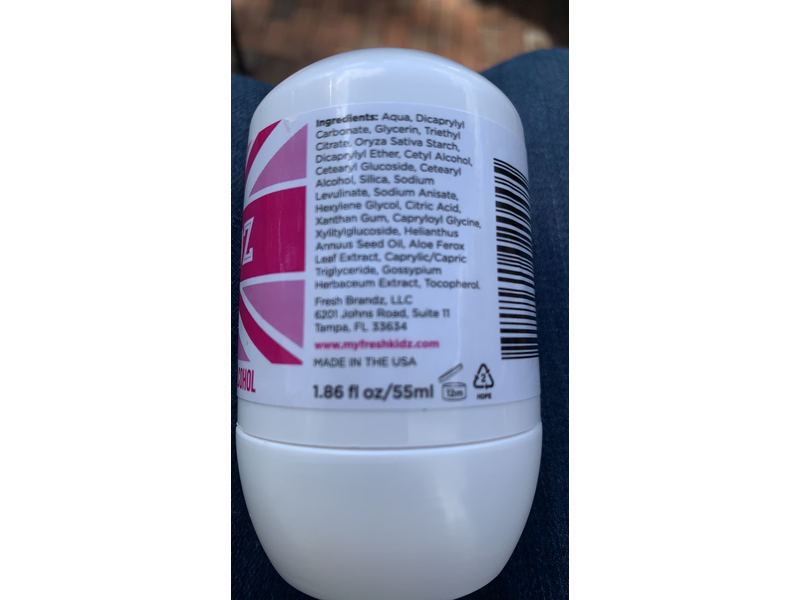 Ingredients: Aqua, Dicaprylyl
Carbonate, Glycerin, Triethyl
Citrate, Oryza Sativa Starch,
Dicaprylyl Ether, Cetyl Alcohol,
Cetearyl Glucoside, Cetearyl
Alcohol, Silica, Sodium
Levulinate, Sodium Anisate,
Hexylene Glycol, Citric Acid,
Xanthan Gum, Capryloyl Glycine,
Xylitylglucoside, Helianthus
Annuus Seed Oil, Aloe Ferox
Leaf Extract, Caprylic/Capric
Triglyceride, Gossypium
Herbaceum Extract, Tocopherol.
Fresh Brandz, LLC
6201 Johns Road, Suite 11
Tampa, FL 33634
www.myfreshkidz.com
MADE IN THE USA
1.86 fl oz/55ml
12m
2
HDPE
Z
OHOL